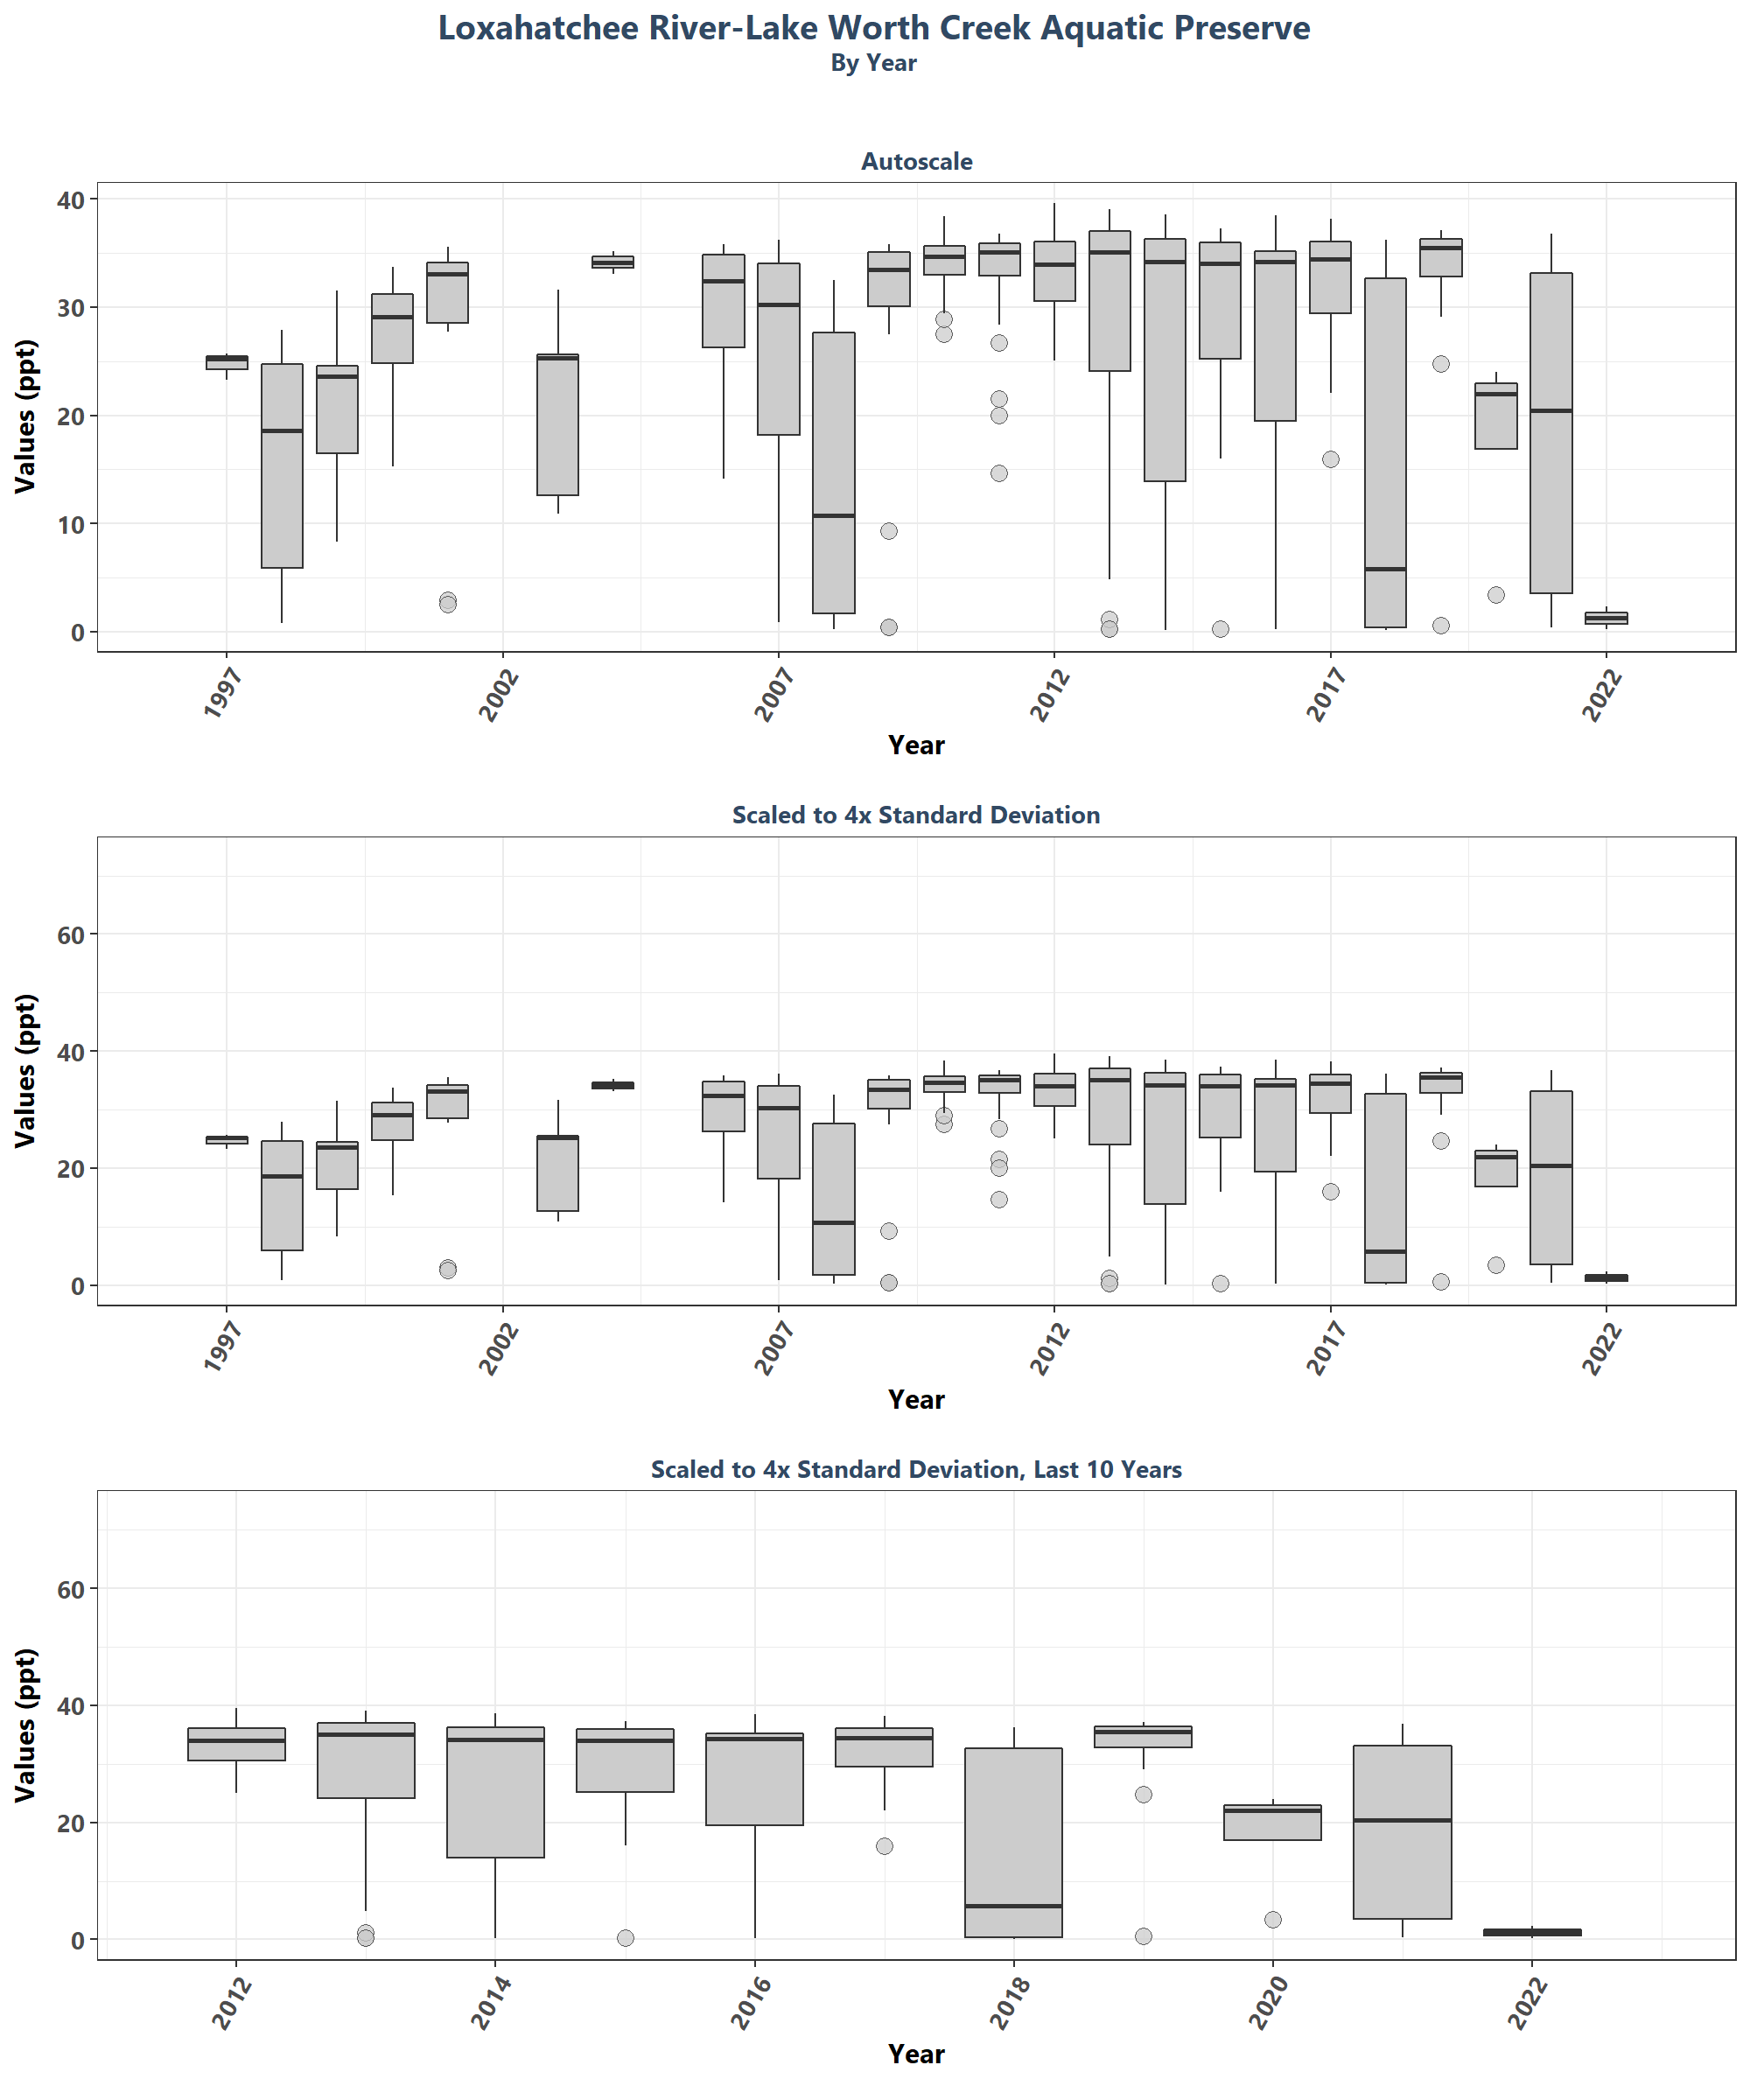 Loxahatchee River-Lake Worth Creek Aquatic Preserve
By Year
Autoscale
Values (ppt)
40
30
20
10
0
1997
2002
2007
2012
2017
2022
Year
Scaled to 4x Standard Deviation
Values (ppt)
60
40
20
0
1997
2002
2007
2012
2017
2022
Year
Scaled to 4x Standard Deviation, Last 10 Years
Values (ppt)
60
40
20
0
2012
2014
2016
2018
2020
2022
Year